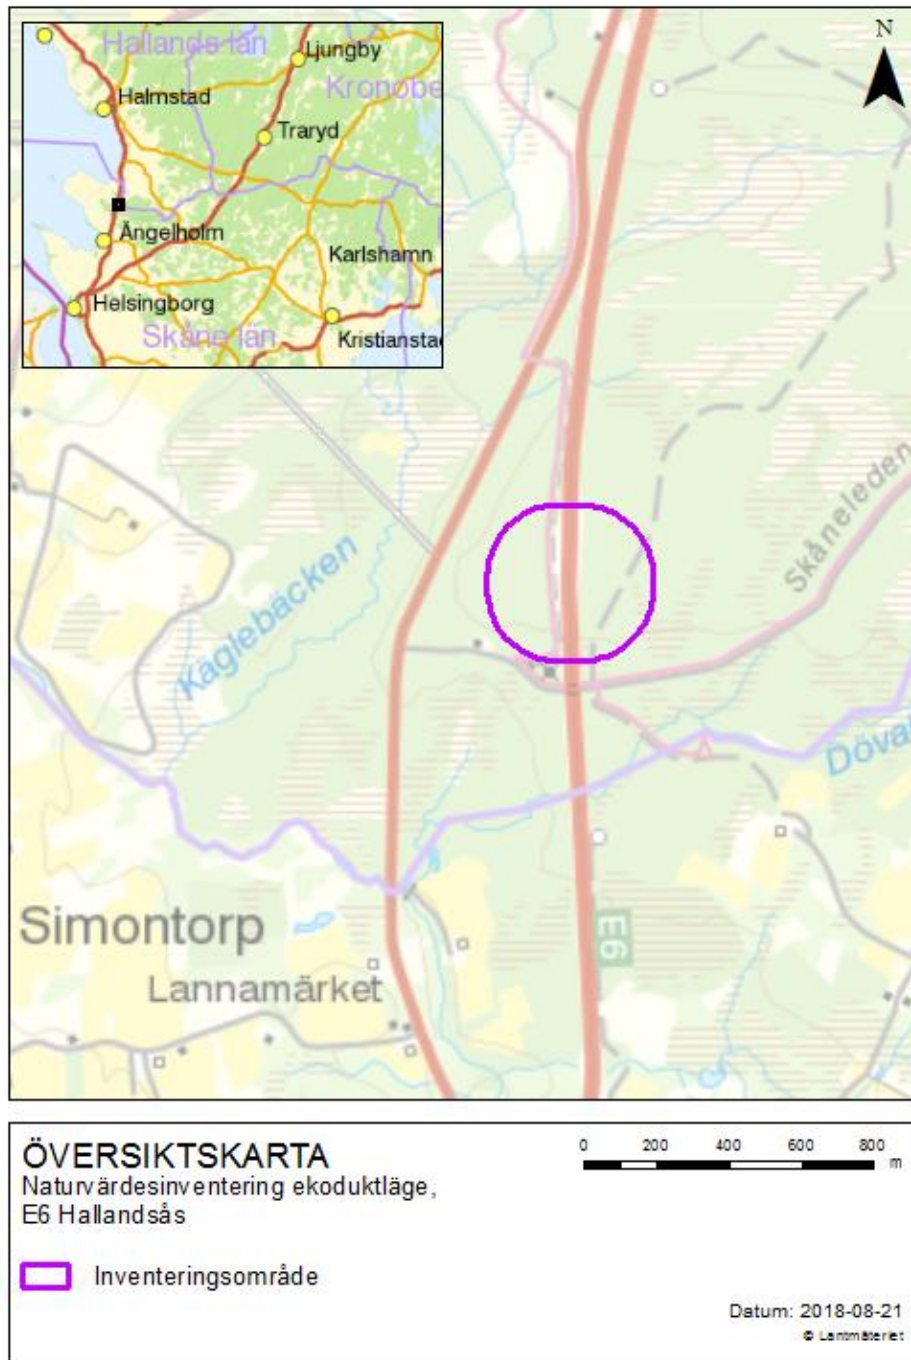 N
Hallands län
Ljungby
Kronobe
Halmstad
Traryd
Ängelholm
Karlshamn
Helsingborg
Skåne län
Kristiansta
Skåneleden
Käglebäcken
Döva
Simontorp
E6
Lannamärket
ÖVERSIKTSKARTA
0 200 400 600 800
m
Naturvärdesinventering ekoduktläge,
E6 Hallandsås
Inventeringsområde
Datum: 2018-08-21
© Lantmäteriet